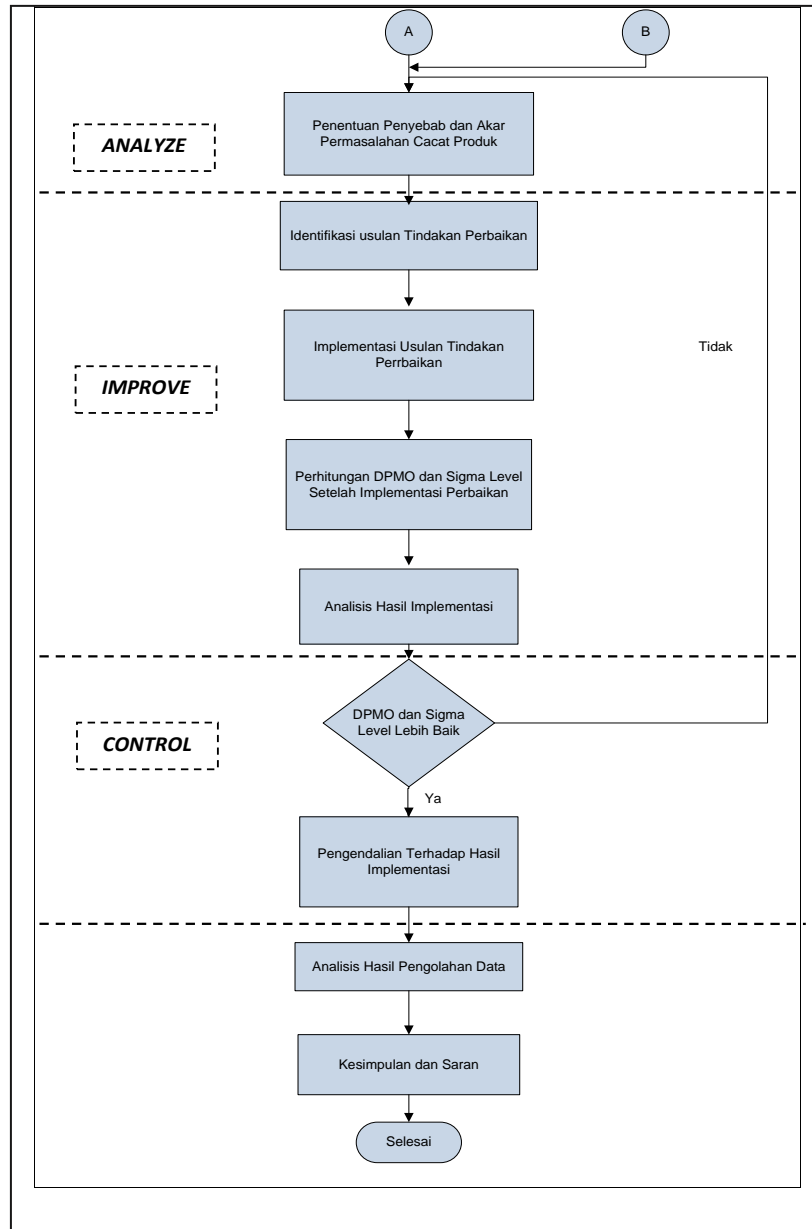 A
B
Penentuan Penyebab dan Akar
Permasalahan Cacat Produk
ANALYZE
Identifikasi usulan Tindakan Perbaikan
Implementasi Usulan Tindakan
Perrbaikan
Tidak
IMPROVE
Perhitungan DPMO dan Sigma Level
Setelah Implementasi Perbaikan
Analisis Hasil Implementasi
DPMO dan Sigma
Level Lebih Baik
CONTROL
Ya
Pengendalian Terhadap Hasil
Implementasi
Analisis Hasil Pengolahan Data
Kesimpulan dan Saran
Selesai